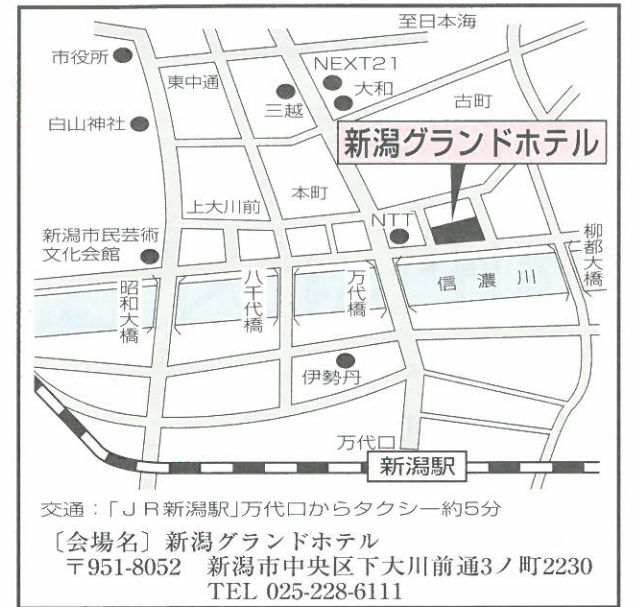 至日本海
市役所
NEXT21
東中通
大和
三越
古町
白山神社
新潟グランドホテル
本町
上大川前
NTT
新潟市民芸術
文化会館
柳都大橋
昭和大橋
八千代橋
万代橋
信濃川
伊勢丹
万代口
新潟駅
交通：「JR新潟駅」万代口からタクシー約5分
〔会場名〕新潟グランドホテル
〒951-8052 新潟市中央区下大川前通3ノ町2230
TEL 025-228-6111